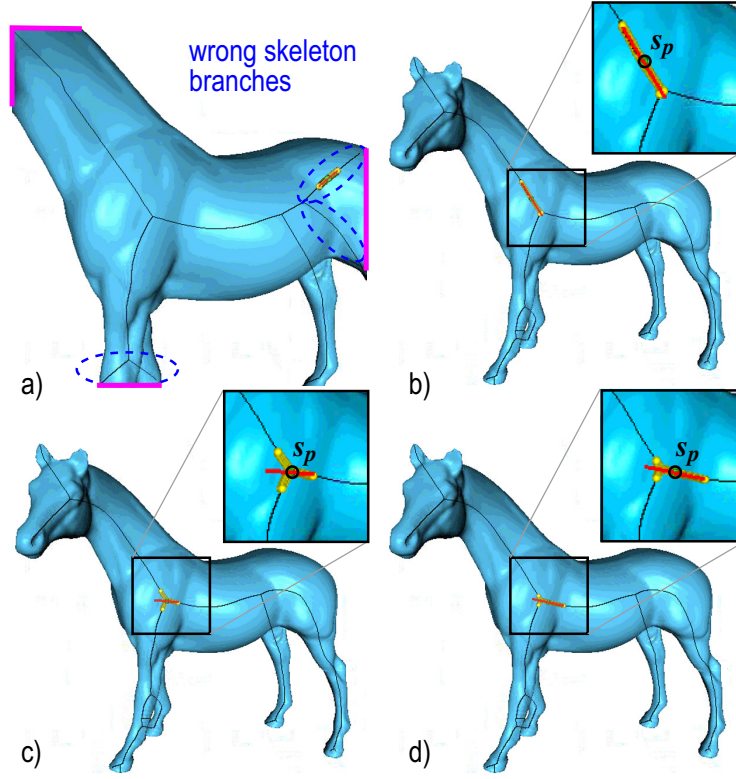 wrong skeleton
branches
a)
s_p
b)
s_p
c)
s_p
d)